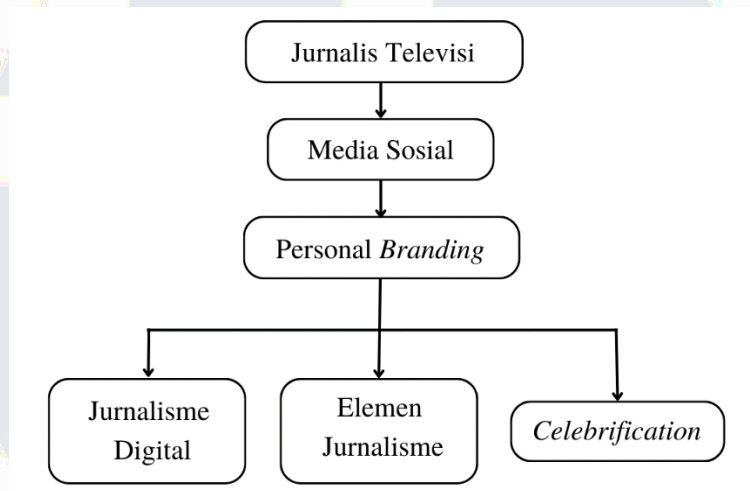 Jurnalis Televisi
Media Sosial
Personal Branding
Jurnalisme
Digital
Elemen
Jurnalisme
Celebrification